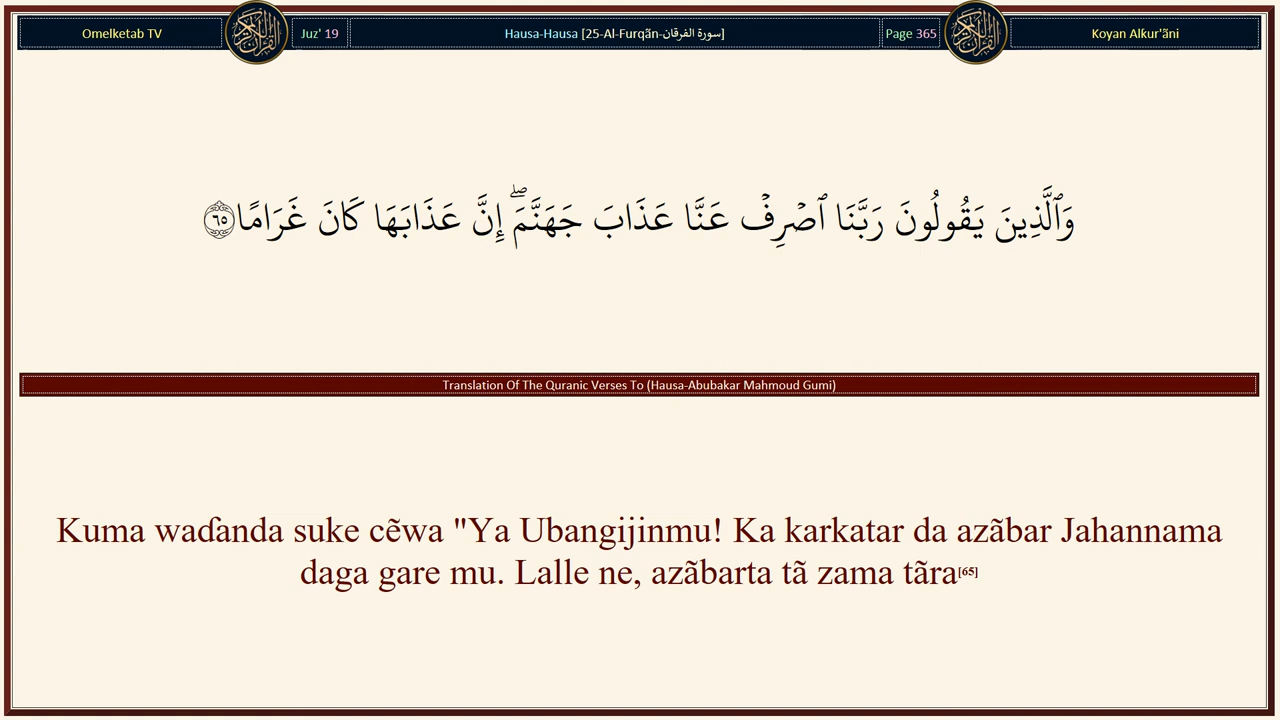 Omelketab TV
Juz' 19
Hausa-Hausa [25-Al-Furqãn-سورة الفرقان]
Page 365
Koyan Alƙur'ãni
وَٱلَّذِينَ يَقُولُونَ رَبَّنَا ٱصۡرِفۡ عَنَّا عَذَابَ جَهَنَّمَۖ إِنَّ عَذَابَهَا كَانَ غَرَامًا ٦٥
Translation Of The Quranic Verses To (Hausa-Abubakar Mahmoud Gumi)
Kuma waɗanda suke cẽwa "Ya Ubangijinmu! Ka karkatar da azãbar Jahannama
daga gare mu. Lalle ne, azãbarta tã zama tãra[65]